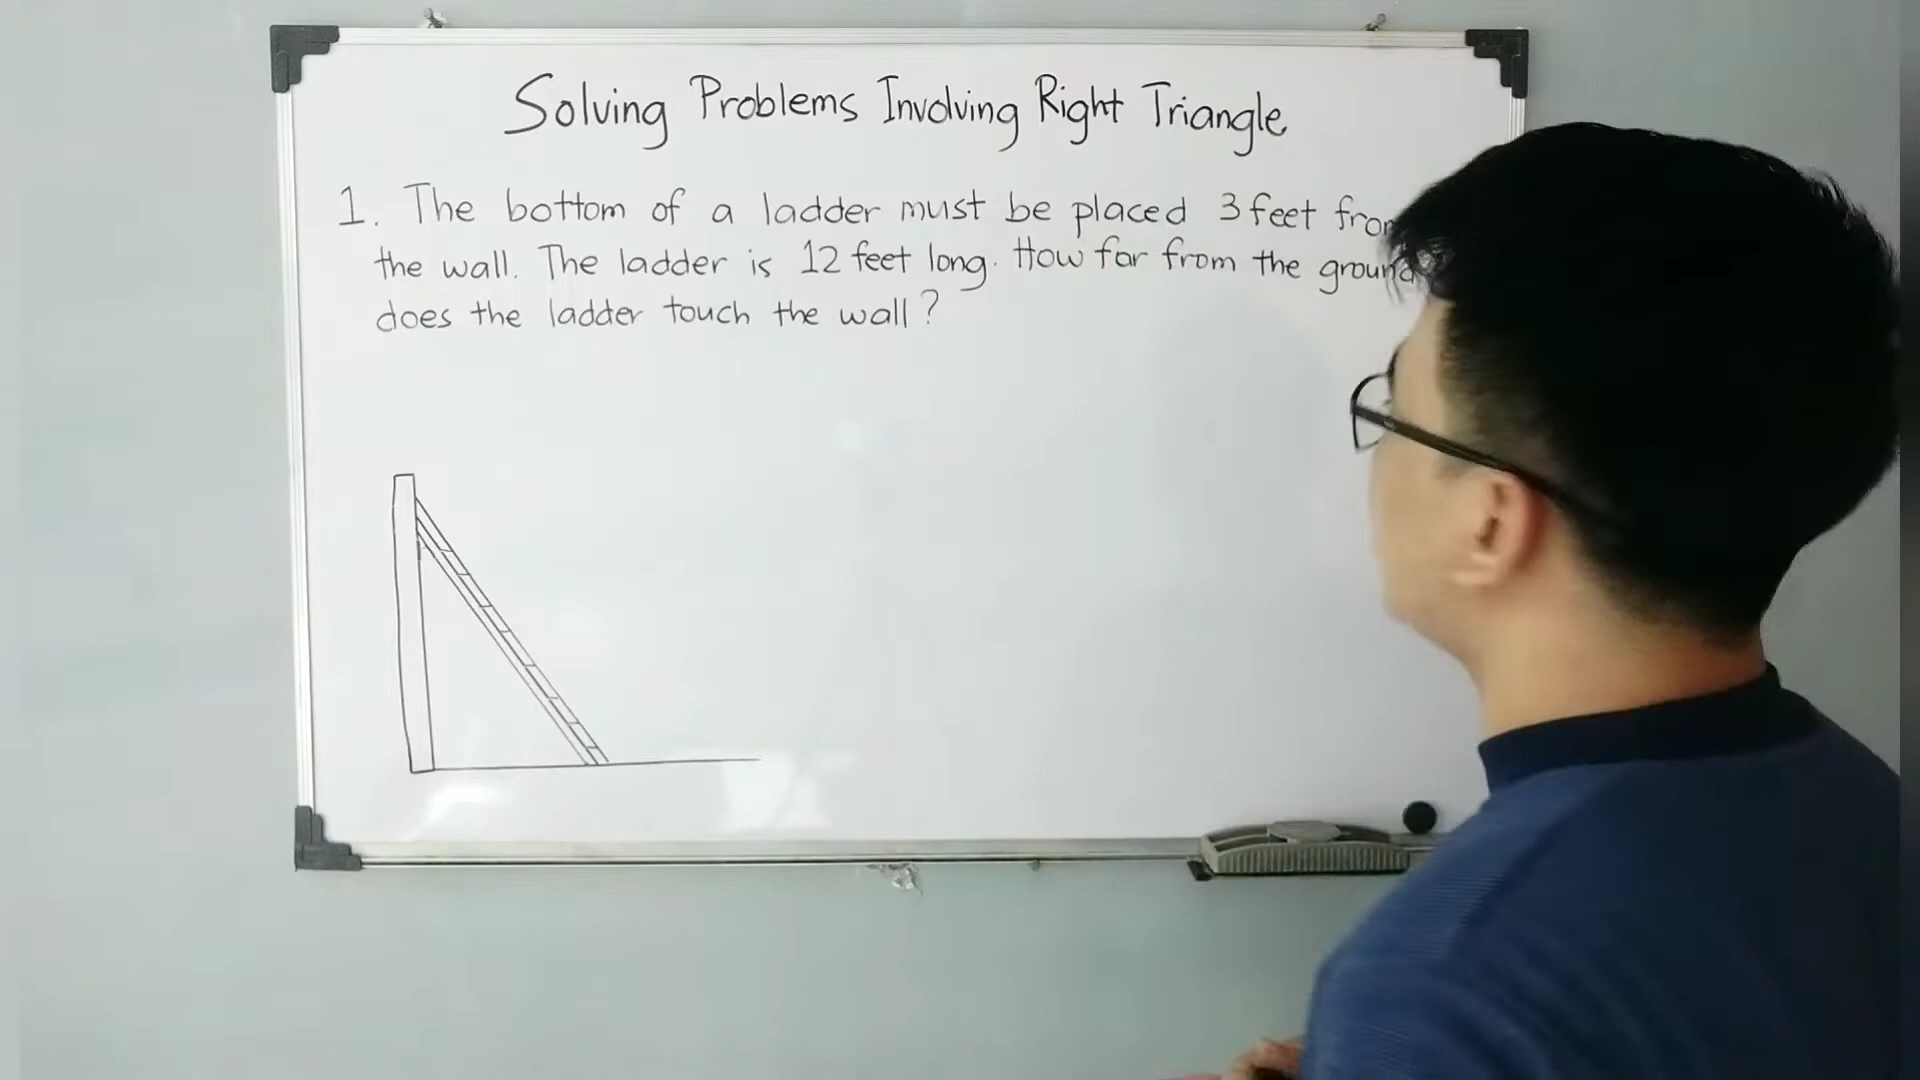 Solving Problems Involving Right Triangle
1. The bottom of a ladder must be placed 3 feet from
the wall. The ladder is 12 feet long. How far from the ground
does the ladder touch the wall?